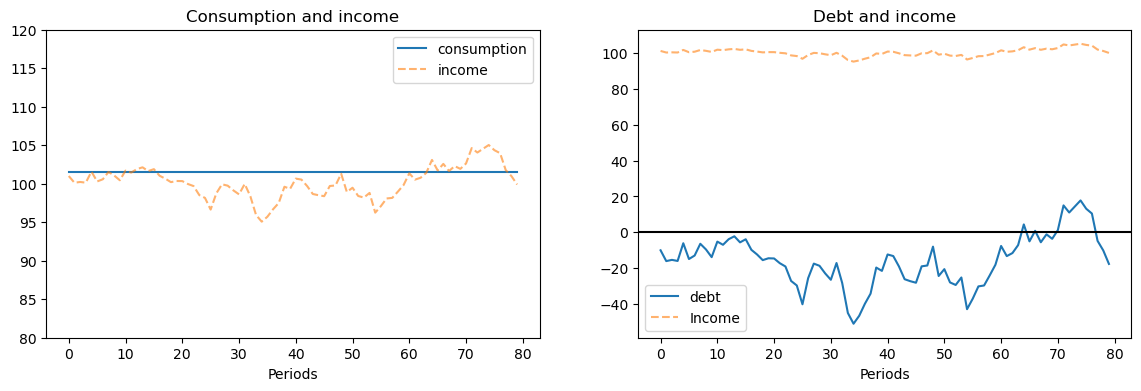 Consumption and income
120
115
110
105
100
95
90
85
80
0 10 20 30 40 50 60 70 80
Periods
consumption
income
Debt and income
100
80
60
40
20
0
−20
−40
0 10 20 30 40 50 60 70 80
Periods
debt
Income